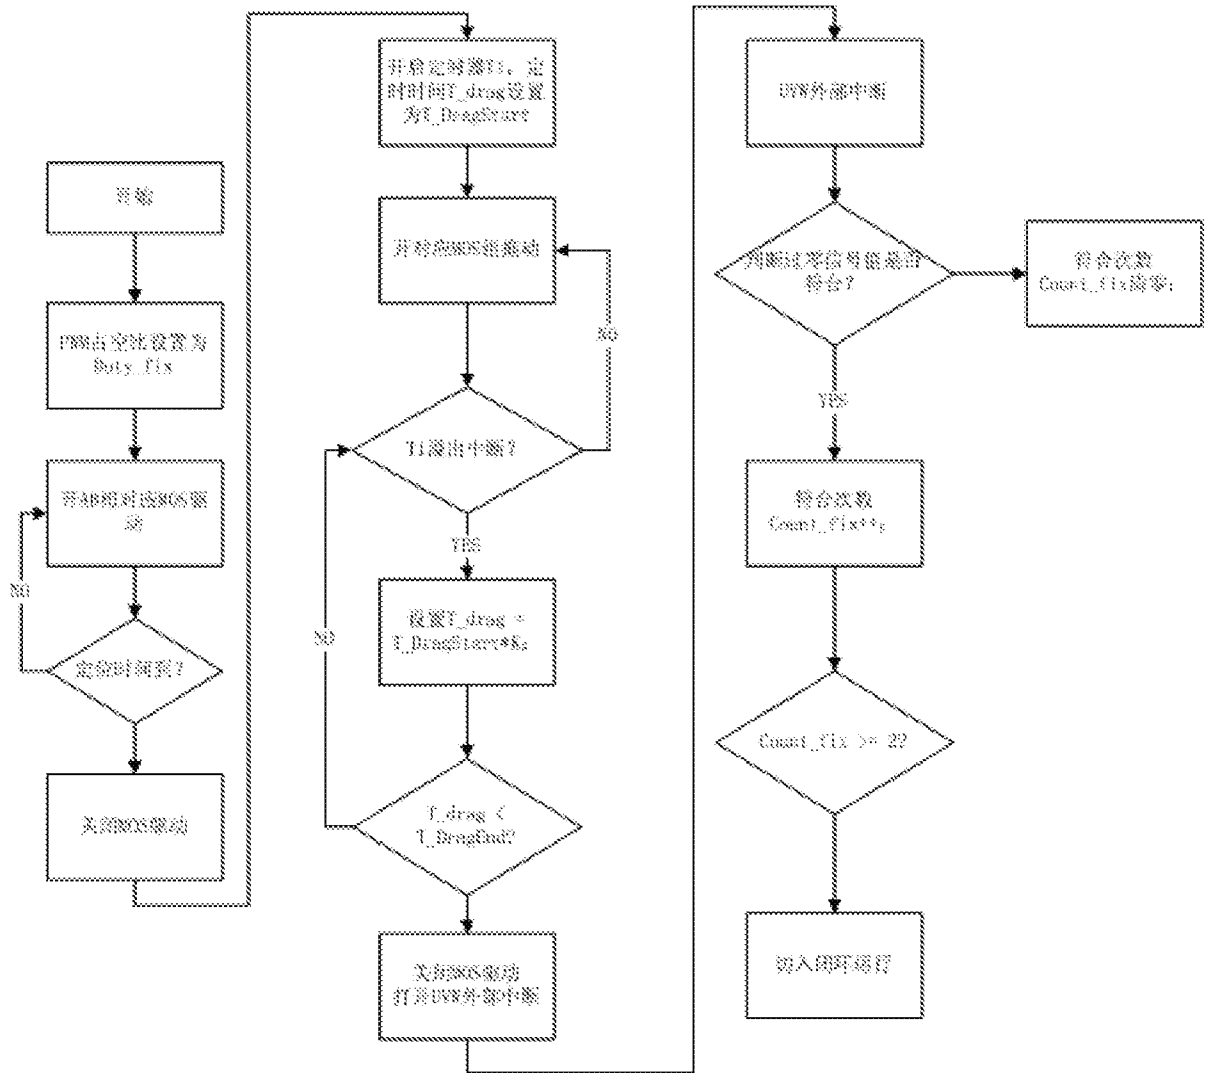 开始
PWM占空比设置为
Duty_fix
开AB相对应MOS驱
动
NO
定位时间到?
关闭MOS驱动
开启定时器T1，定
时时间T_drag设置
为T_DragStart
开对应MOS组驱动
NO
T1溢出中断?
YES
设置T_drag =
T_DragStart*K;
NO
T_drag <
T_DragEnd?
关闭MOS驱动
打开UVW外部中断
UVW外部中断
判断过零信号值是否
符合?
符合次数
Count_fix清零;
YES
符合次数
Count_fix++;
Count_fix >= 2?
切入闭环运行